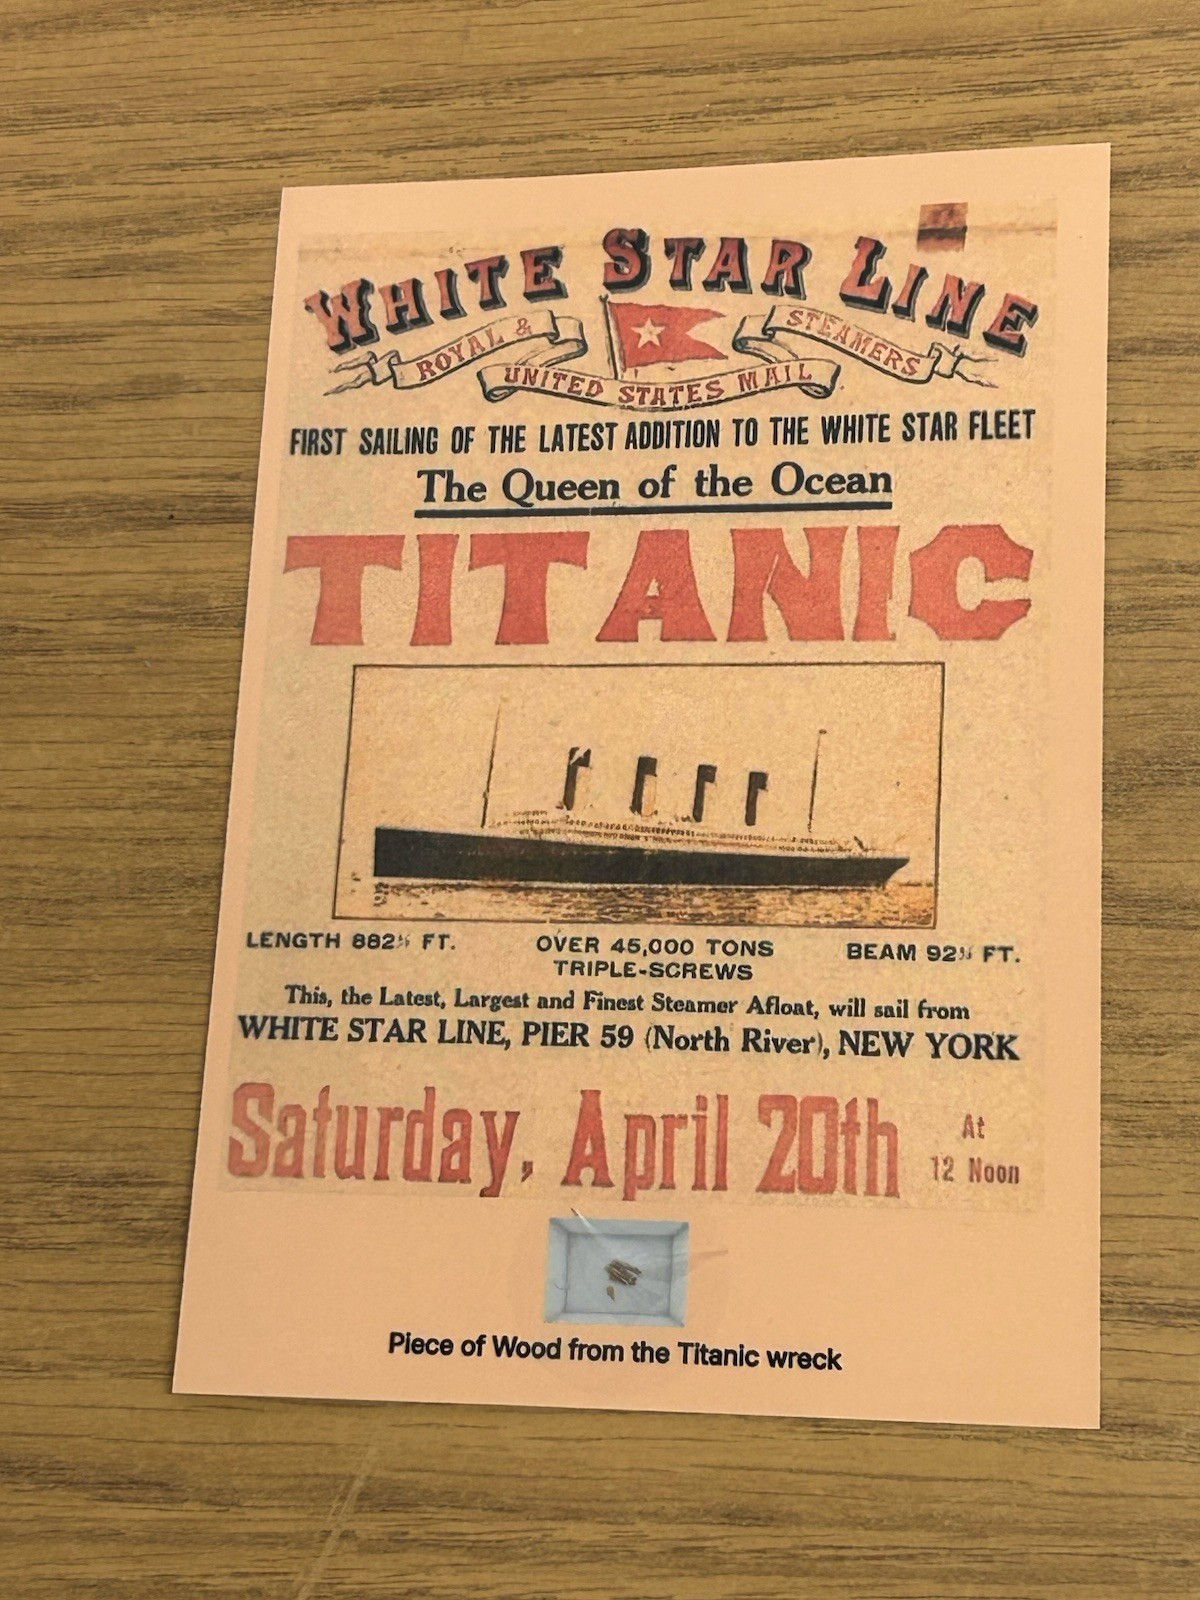 WHITE STAR LINE
ROYAL & UNITED STATES MAIL STEAMERS
FIRST SAILING OF THE LATEST ADDITION TO THE WHITE STAR FLEET
The Queen of the Ocean
TITANIC
LENGTH 882½ FT. OVER 45,000 TONS BEAM 92½ FT.
TRIPLE-SCREWS
This, the Latest, Largest and Finest Steamer Afloat, will sail from
WHITE STAR LINE, PIER 59 (North River), NEW YORK
Saturday, April 20th At
12 Noon
Piece of Wood from the Titanic wreck